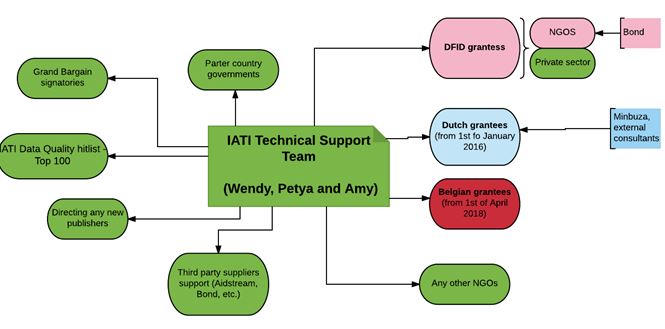 Grand Bargain
signatories
Parter country
governments
DFID grantess
NGOS
Private sector
Bond
IATI Data Quality hitlist -
Top 100
IATI Technical Support
Team
(Wendy, Petya and Amy)
Dutch grantees
(from 1st fo January
2016)
Minbuza,
external
consultants
Directing any new
publishers
Belgian grantees
(from 1st of April
2018)
Third party suppliers
support (Aidstream,
Bond, etc.)
Any other NGOs